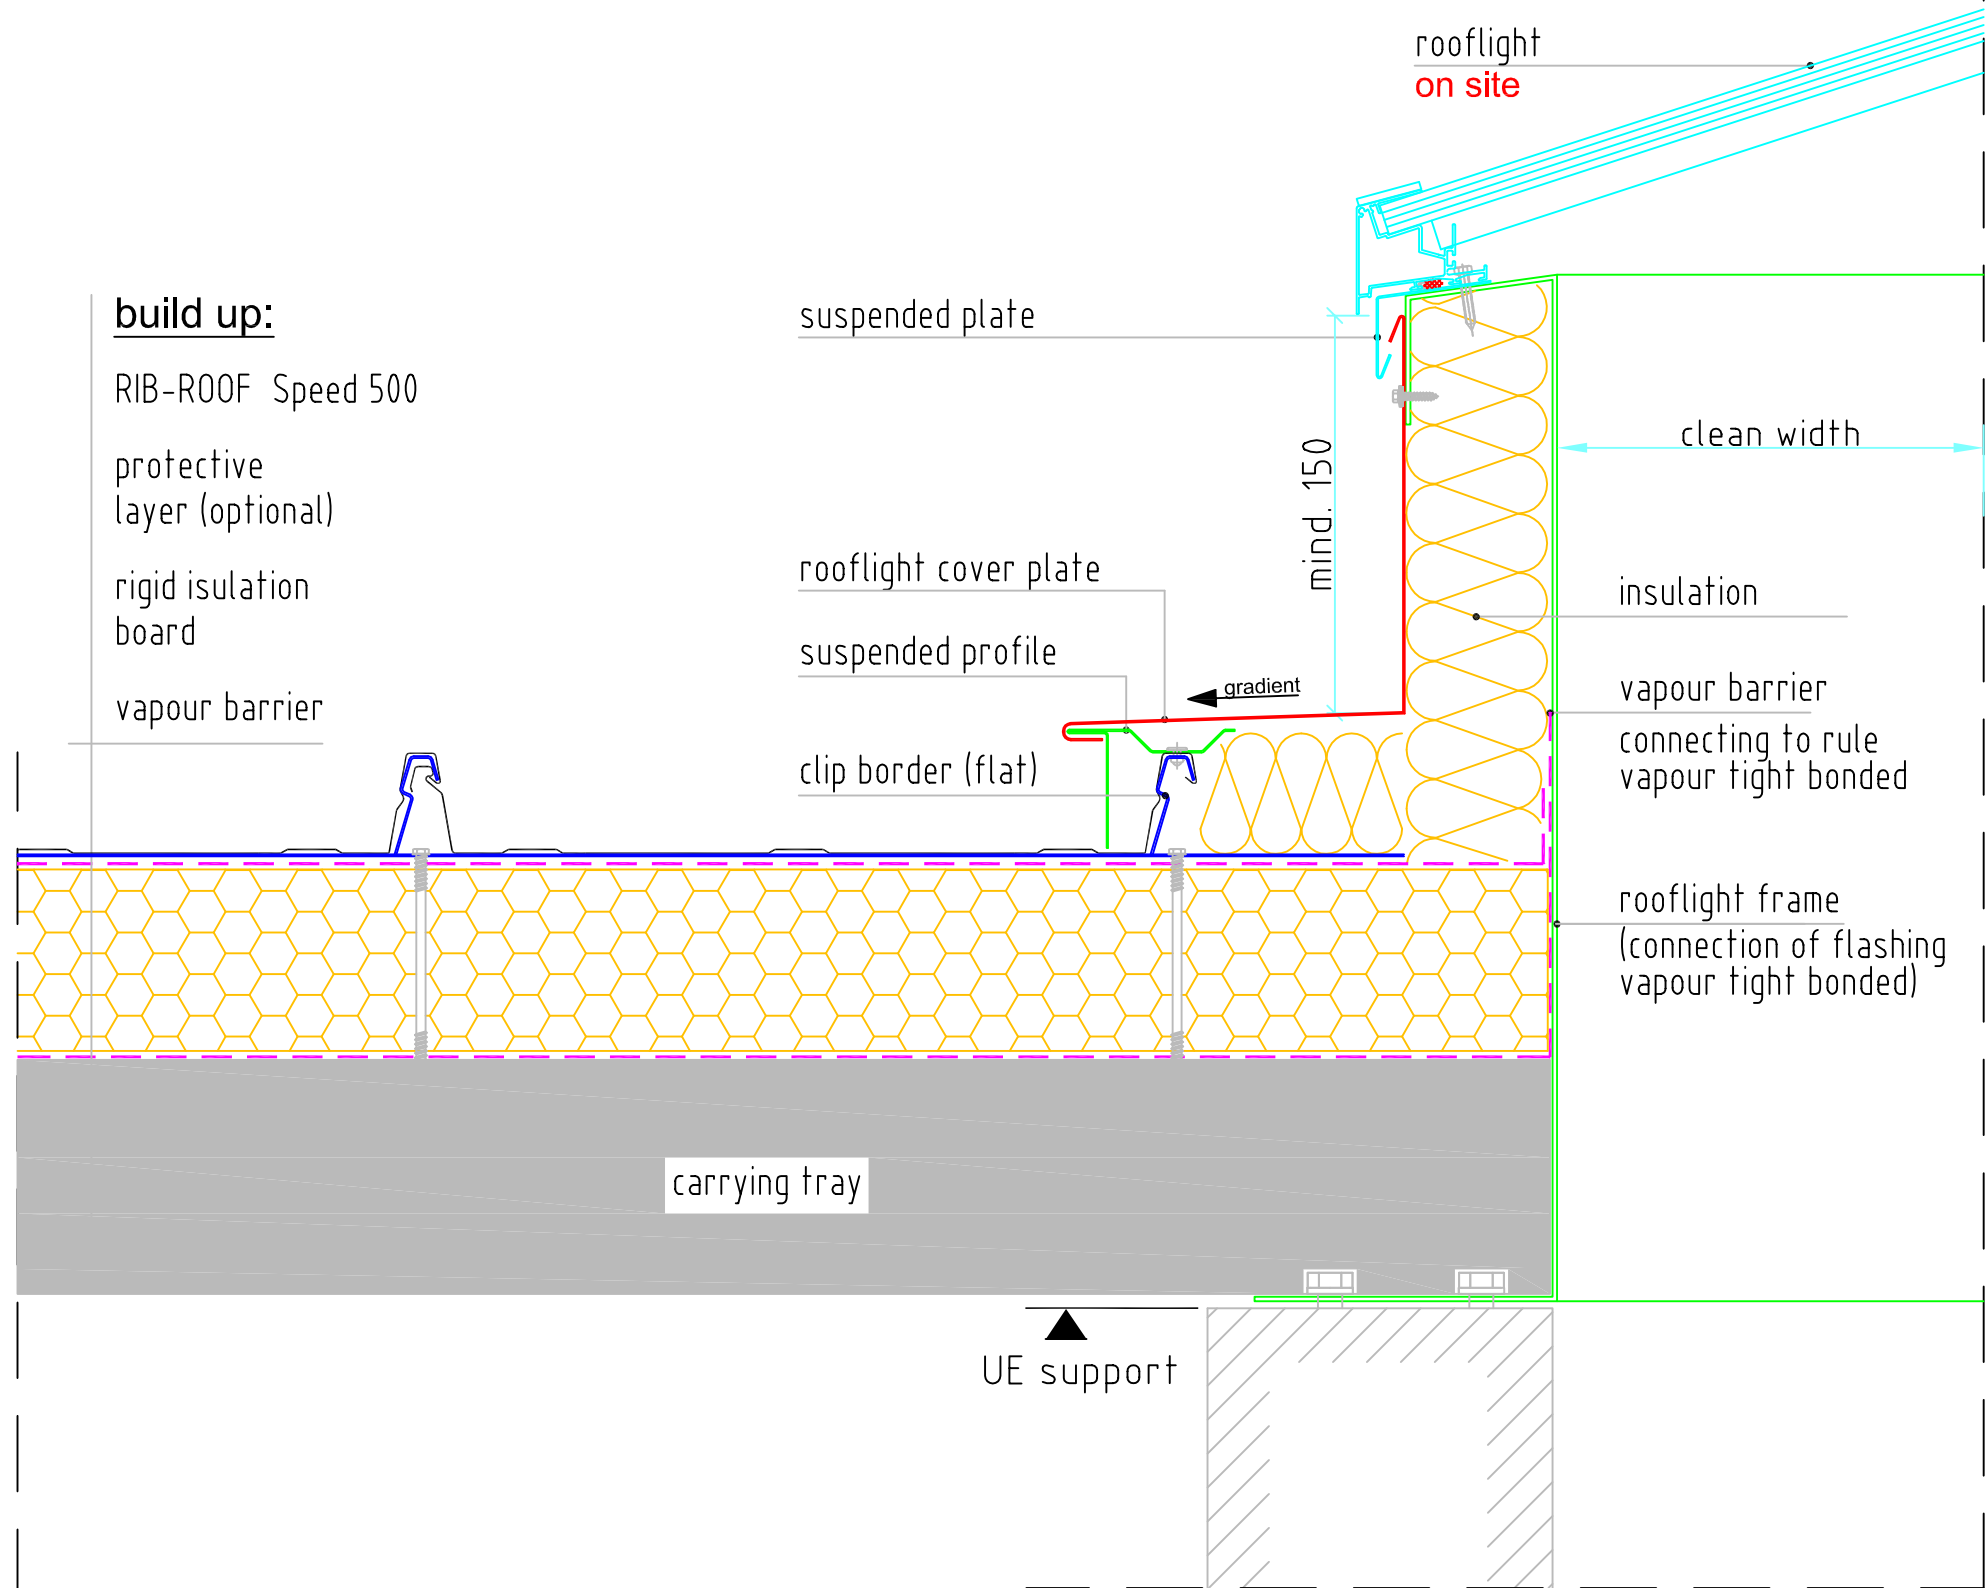 rooflight
on site
build up:
RIB-ROOF Speed 500
protective
layer (optional)
rigid isulation
board
vapour barrier
suspended plate
mind. 150
rooflight cover plate
suspended profile
gradient
clip border (flat)
clean width
insulation
vapour barrier
connecting to rule
vapour tight bonded
rooflight frame
(connection of flashing
vapour tight bonded)
carrying tray
UE support